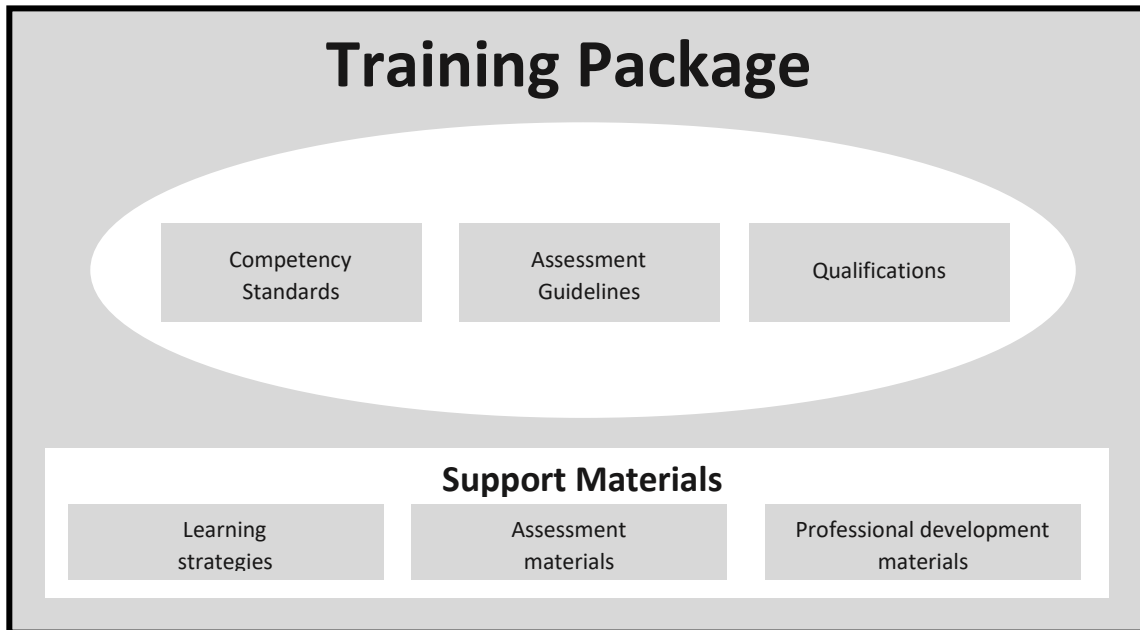 Training Package
Competency
Standards
Assessment
Guidelines
Qualifications
Support Materials
Learning
strategies
Assessment
materials
Professional development
materials